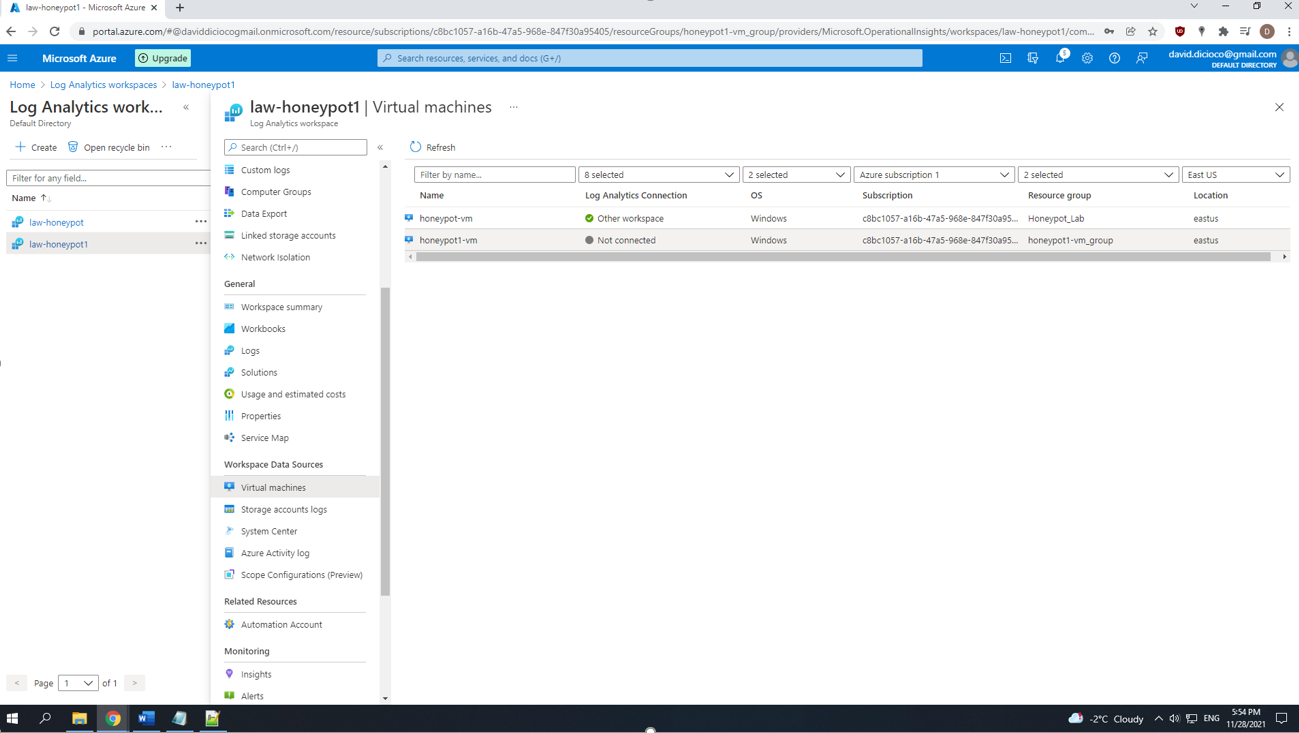 law-honeypot1 - Microsoft Azure
portal.azure.com/#@daviddiciocogmail.onmicrosoft.com/resource/subscriptions/c8bc1057-a16b-47a5-968e-847f30a95405/resourceGroups/honeypot1-vm_group/providers/Microsoft.OperationalInsights/workspaces/law-honeypot1/com...
D
Microsoft Azure
Upgrade
Search resources, services, and docs (G+/)
5
david.dicioco@gmail.com
DEFAULT DIRECTORY
Home > Log Analytics workspaces > law-honeypot1
Log Analytics work... «
Default Directory
Create Open recycle bin ...
Filter for any field...
Name ↑↓
law-honeypot ...
law-honeypot1 ...
< Page 1 of 1 >
law-honeypot1 | Virtual machines ...
Log Analytics workspace
Search (Ctrl+/) «
Custom logs
Computer Groups
Data Export
Linked storage accounts
Network Isolation
General
Workspace summary
Workbooks
Logs
Solutions
Usage and estimated costs
Properties
Service Map
Workspace Data Sources
Virtual machines
Storage accounts logs
System Center
Azure Activity log
Scope Configurations (Preview)
Related Resources
Automation Account
Monitoring
Insights
Alerts
Refresh
Filter by name... 8 selected 2 selected Azure subscription 1 2 selected East US
Name Log Analytics Connection OS Subscription Resource group Location
honeypot-vm Other workspace Windows c8bc1057-a16b-47a5-968e-847f30a95... Honeypot_Lab eastus
honeypot1-vm Not connected Windows c8bc1057-a16b-47a5-968e-847f30a95... honeypot1-vm_group eastus
-2°C Cloudy ENG 5:54 PM
11/28/2021